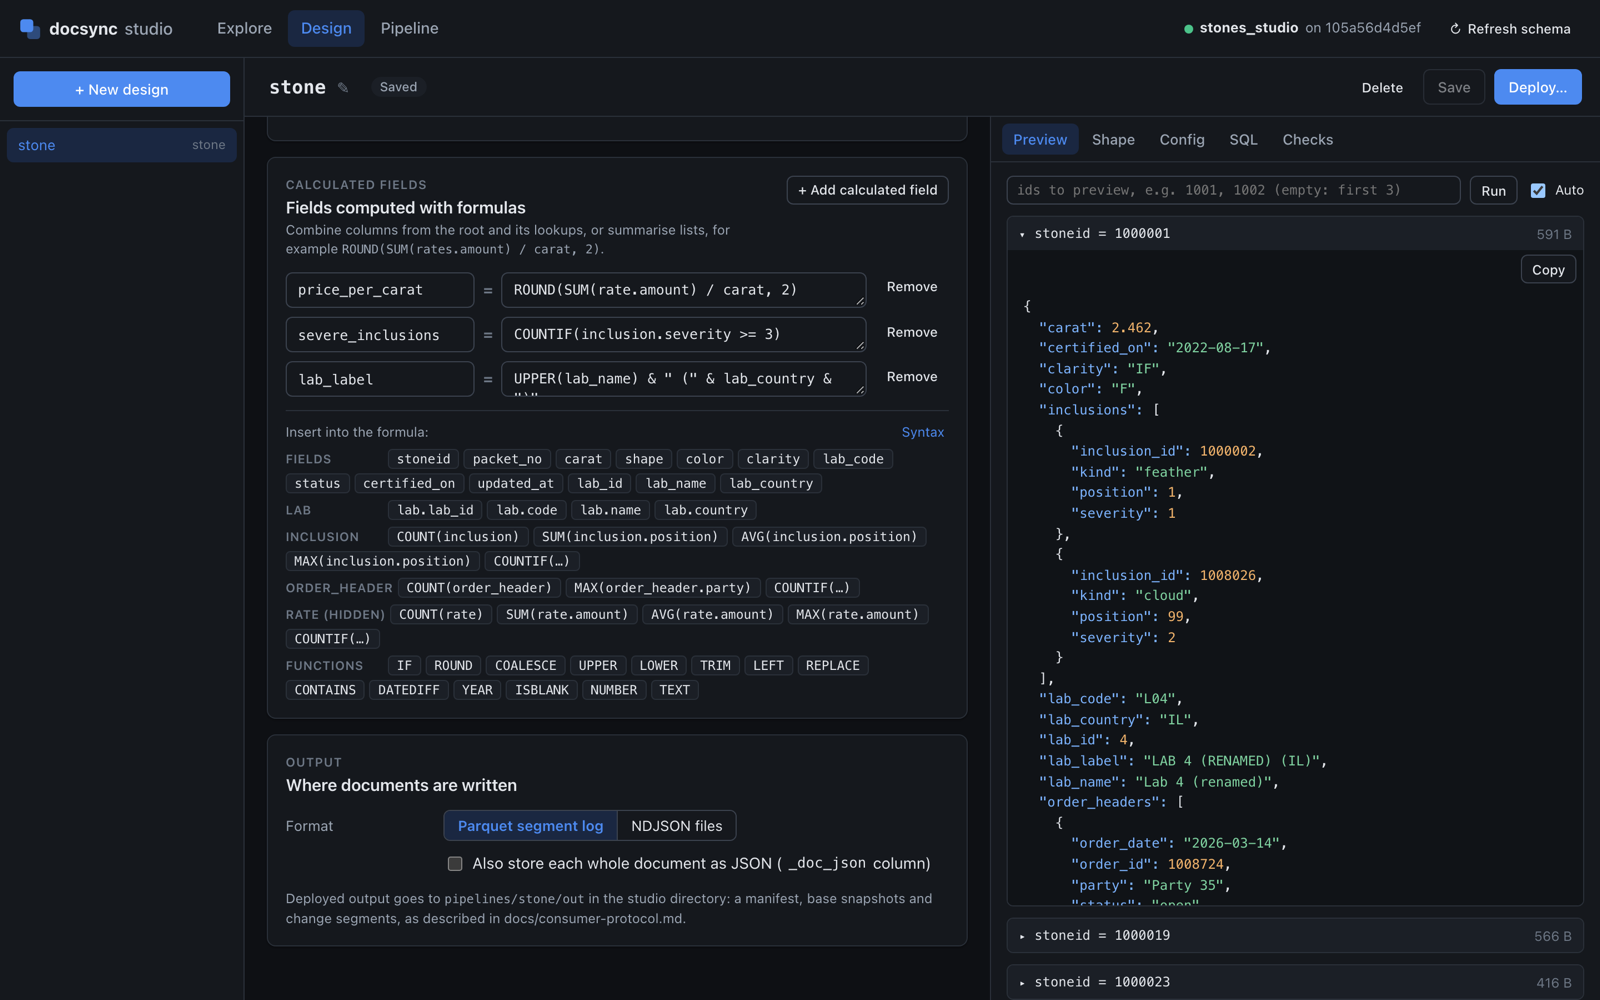 docsync studio
Explore
Design
Pipeline
stones_studio on 105a56d4d5ef
Refresh schema
+ New design
stone
stone
stone
Saved
Delete
Save
Deploy...
CALCULATED FIELDS
+ Add calculated field
Fields computed with formulas
Combine columns from the root and its lookups, or summarise lists, for
example ROUND(SUM(rates.amount) / carat, 2).
price_per_carat = ROUND(SUM(rate.amount) / carat, 2) Remove
severe_inclusions = COUNTIF(inclusion.severity >= 3) Remove
lab_label = UPPER(lab_name) & " (" & lab_country & Remove
")"
Insert into the formula: Syntax
FIELDS stoneid packet_no carat shape color clarity lab_code
status certified_on updated_at lab_id lab_name lab_country
LAB lab.lab_id lab.code lab.name lab.country
INCLUSION COUNT(inclusion) SUM(inclusion.position) AVG(inclusion.position)
MAX(inclusion.position) COUNTIF(…)
ORDER_HEADER COUNT(order_header) MAX(order_header.party) COUNTIF(…)
RATE (HIDDEN) COUNT(rate) SUM(rate.amount) AVG(rate.amount) MAX(rate.amount)
COUNTIF(…)
FUNCTIONS IF ROUND COALESCE UPPER LOWER TRIM LEFT REPLACE
CONTAINS DATEDIFF YEAR ISBLANK NUMBER TEXT
OUTPUT
Where documents are written
Format Parquet segment log NDJSON files
Also store each whole document as JSON ( _doc_json column)
Deployed output goes to pipelines/stone/out in the studio directory: a manifest, base snapshots and
change segments, as described in docs/consumer-protocol.md.
Preview Shape Config SQL Checks
ids to preview, e.g. 1001, 1002 (empty: first 3) Run Auto
stoneid = 1000001 591 B
Copy
{
"carat": 2.462,
"certified_on": "2022-08-17",
"clarity": "IF",
"color": "F",
"inclusions": [
{
"inclusion_id": 1000002,
"kind": "feather",
"position": 1,
"severity": 1
},
{
"inclusion_id": 1008026,
"kind": "cloud",
"position": 99,
"severity": 2
}
],
"lab_code": "L04",
"lab_country": "IL",
"lab_id": 4,
"lab_label": "LAB 4 (RENAMED) (IL)",
"lab_name": "Lab 4 (renamed)",
"order_headers": [
{
"order_date": "2026-03-14",
"order_id": 1008724,
"party": "Party 35",
"status": "open"
stoneid = 1000019 566 B
stoneid = 1000023 416 B